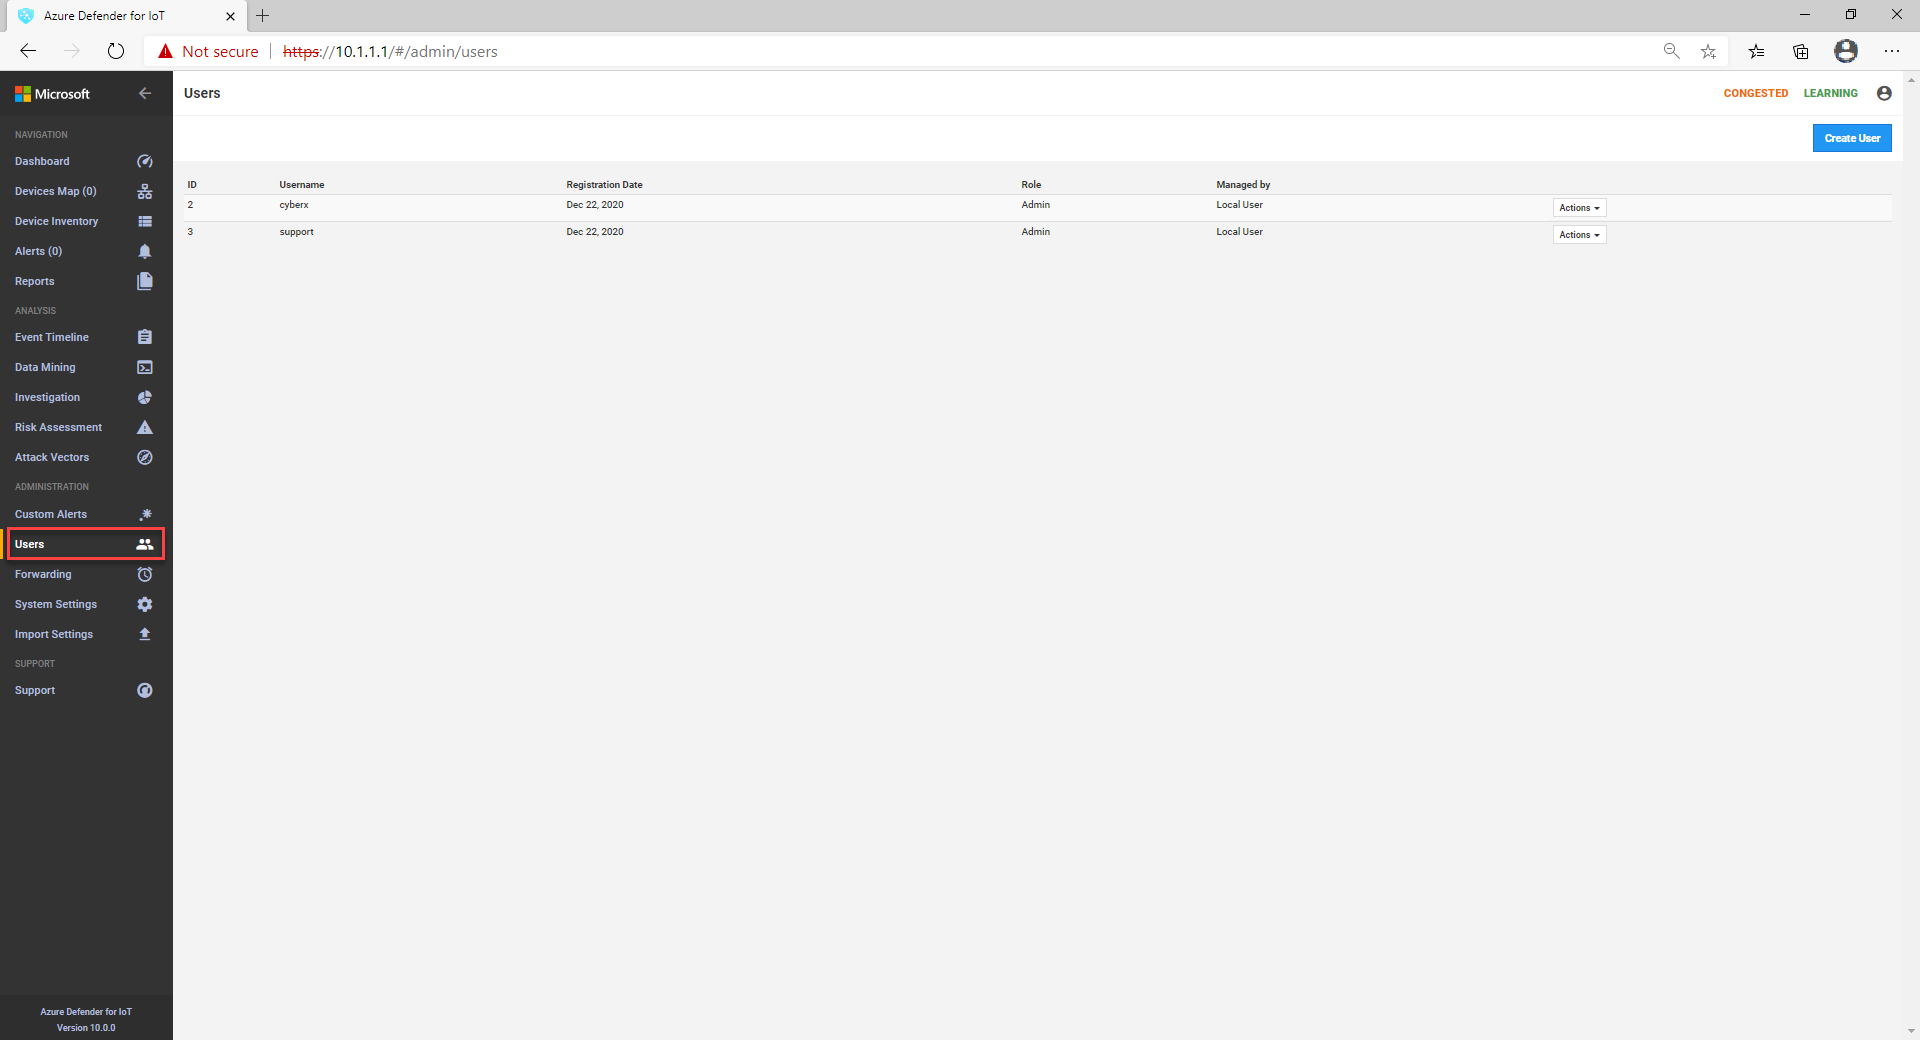 Azure Defender for IoT
Not secure
https://10.1.1.1/#/admin/users
Microsoft
Users
CONGESTED LEARNING
Create User
NAVIGATION
Dashboard
Devices Map (0)
Device Inventory
Alerts (0)
Reports
ANALYSIS
Event Timeline
Data Mining
Investigation
Risk Assessment
Attack Vectors
ADMINISTRATION
Custom Alerts
Users
Forwarding
System Settings
Import Settings
SUPPORT
Support
Azure Defender for IoT
Version 10.0.0
ID Username Registration Date Role Managed by
2 cyberx Dec 22, 2020 Admin Local User Actions
3 support Dec 22, 2020 Admin Local User Actions